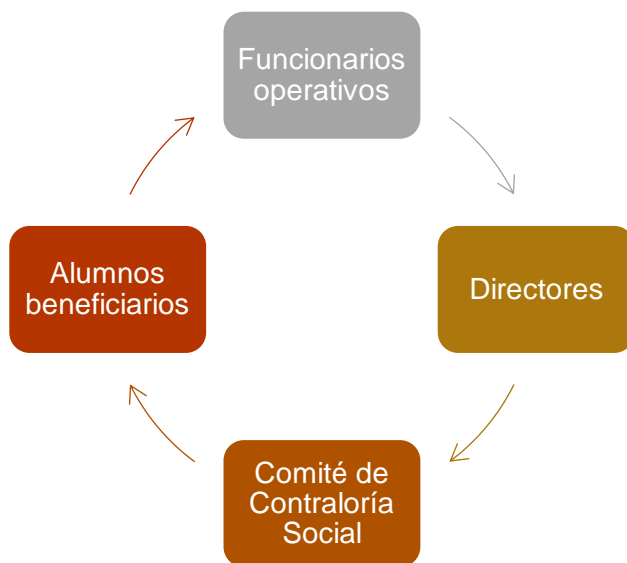 Funcionarios
operativos
Directores
Comité de
Contraloría
Social
Alumnos
beneficiarios